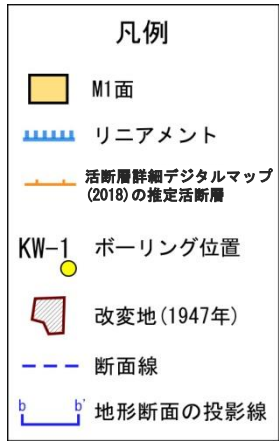 凡例
M1面
リニアメント
活断層詳細デジタルマップ
(2018)の推定活断層
KW-1 ボーリング位置
改変地(1947年)
断面線
b b' 地形断面の投影線